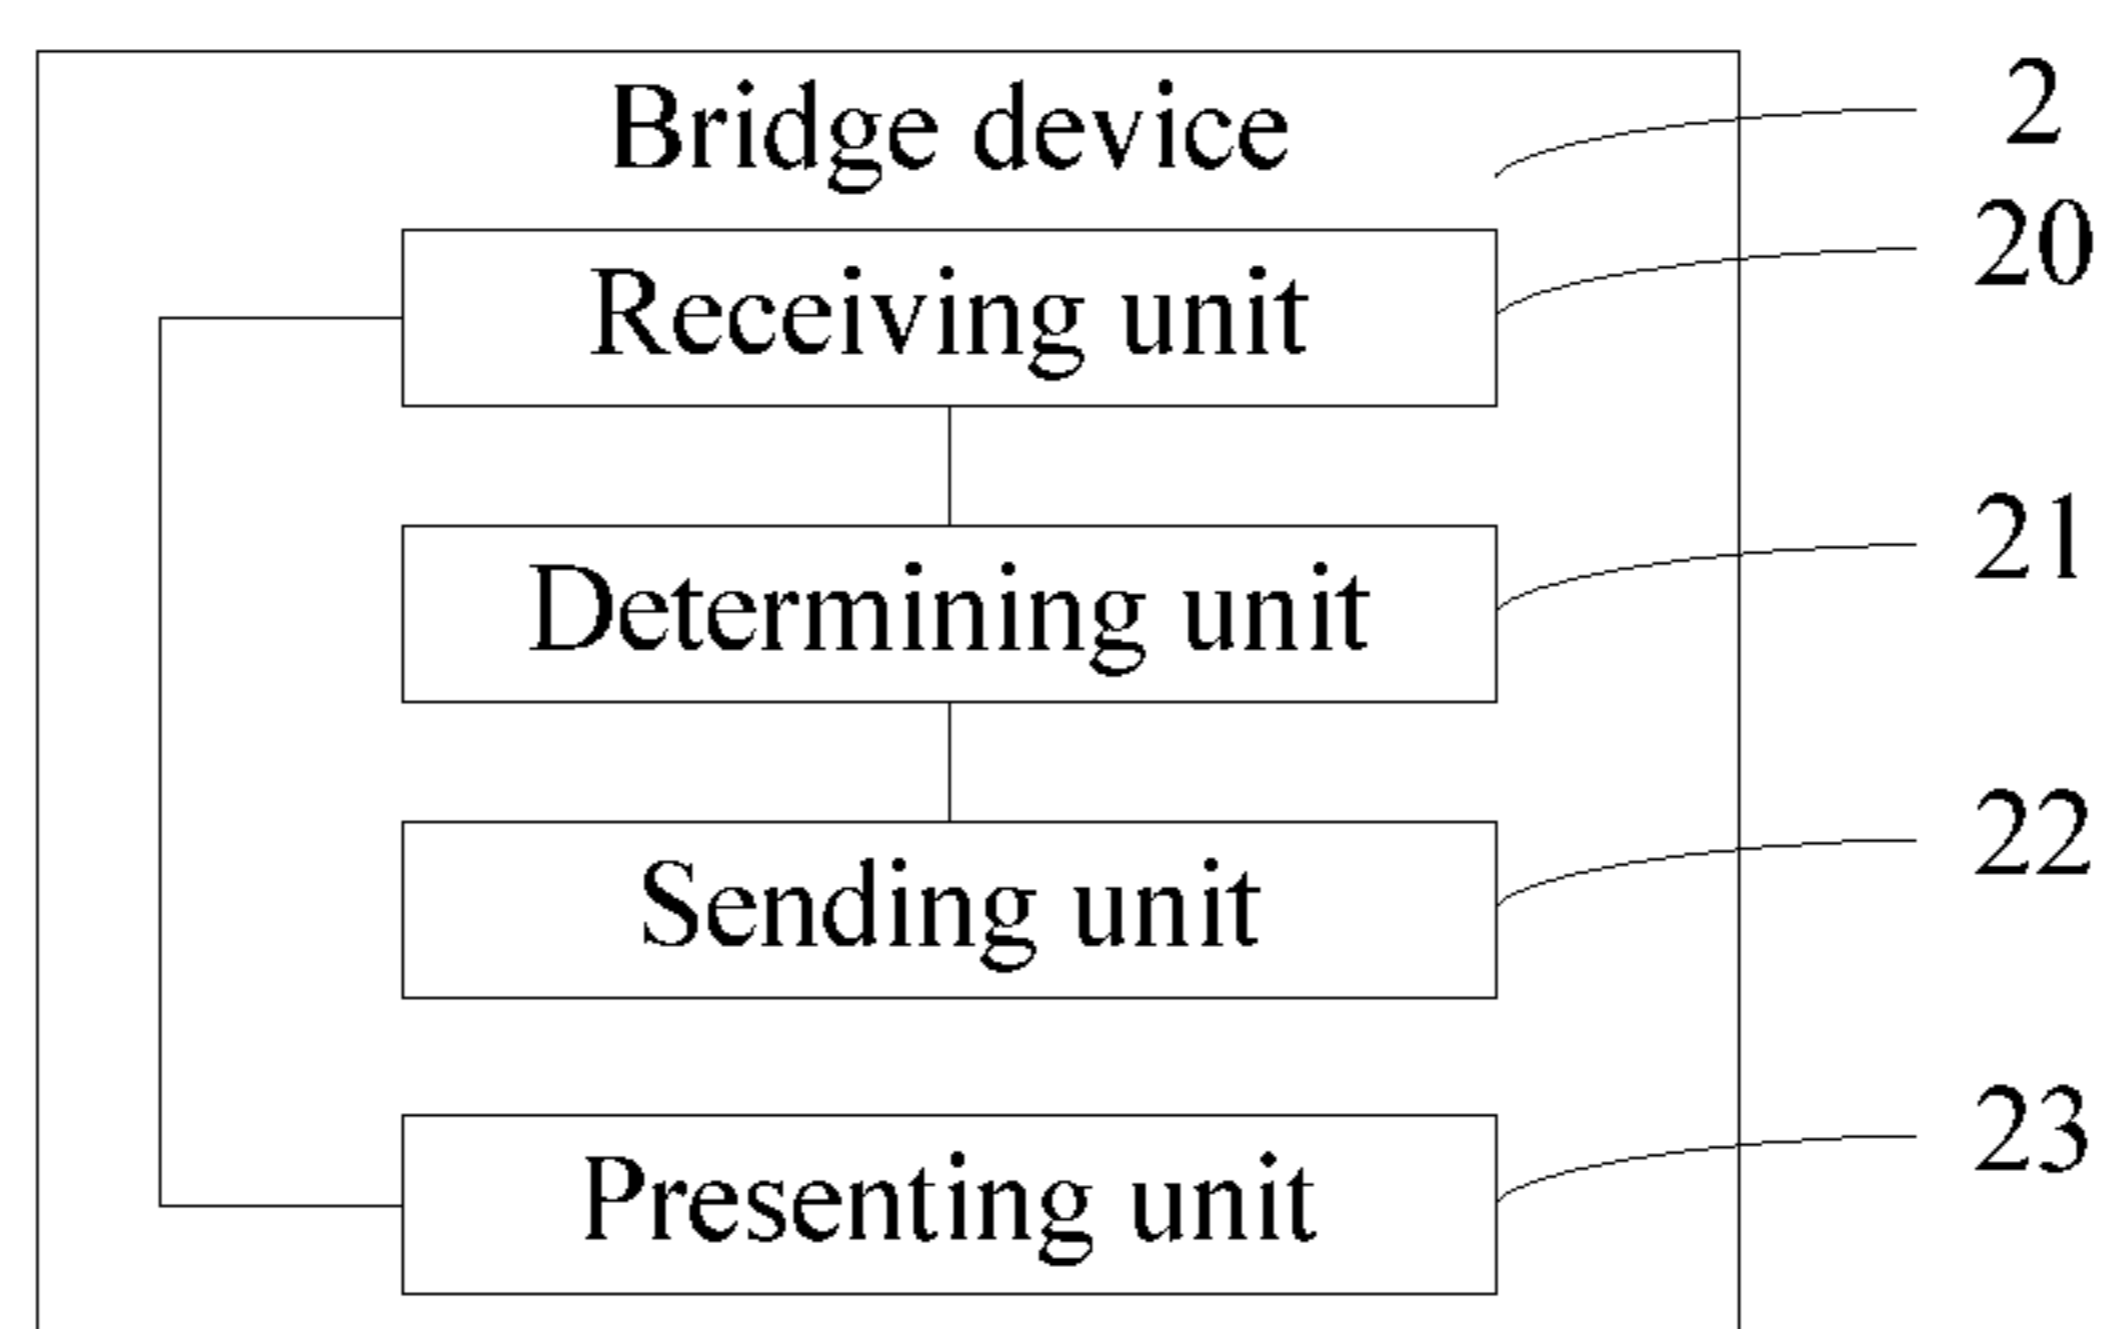 Bridge device 2
Receiving unit 20
Determining unit 21
Sending unit 22
Presenting unit 23